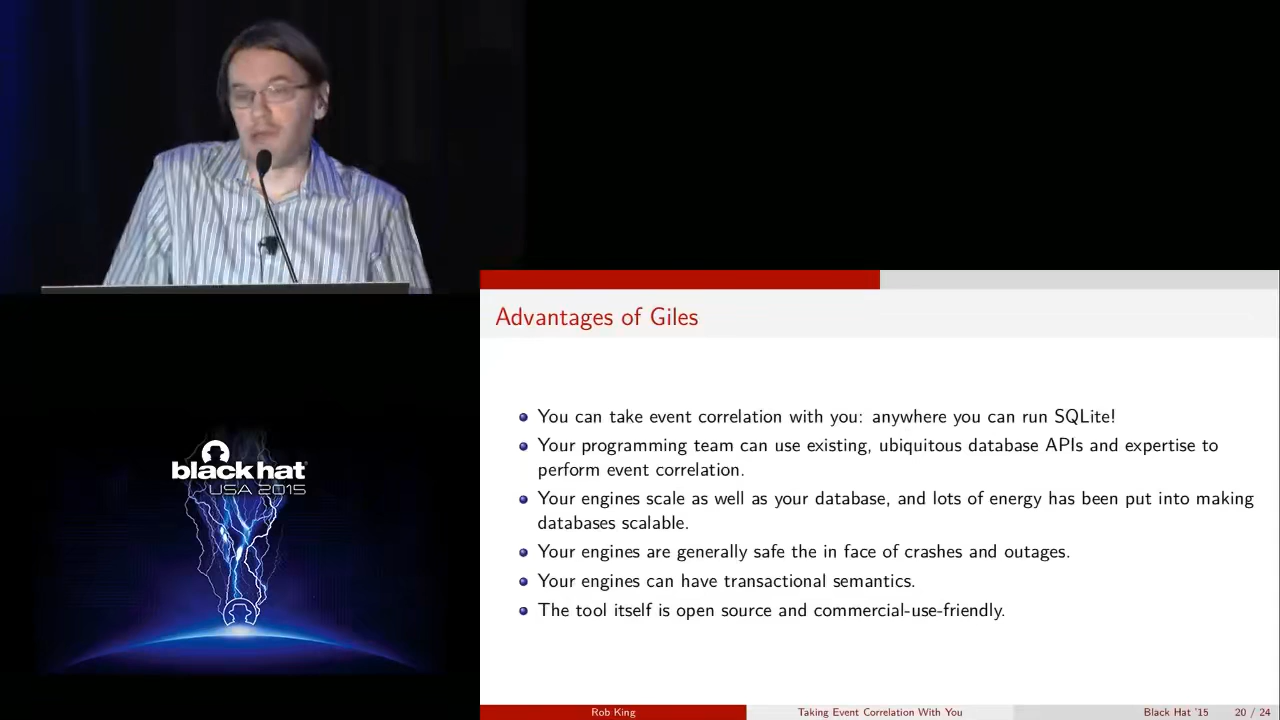 Advantages of Giles
You can take event correlation with you: anywhere you can run SQLite!
Your programming team can use existing, ubiquitous database APIs and expertise to
perform event correlation.
Your engines scale as well as your database, and lots of energy has been put into making
databases scalable.
Your engines are generally safe the in face of crashes and outages.
Your engines can have transactional semantics.
The tool itself is open source and commercial-use-friendly.
black hat
USA 2015
Rob King
Taking Event Correlation With You
Black Hat '15
20 / 24